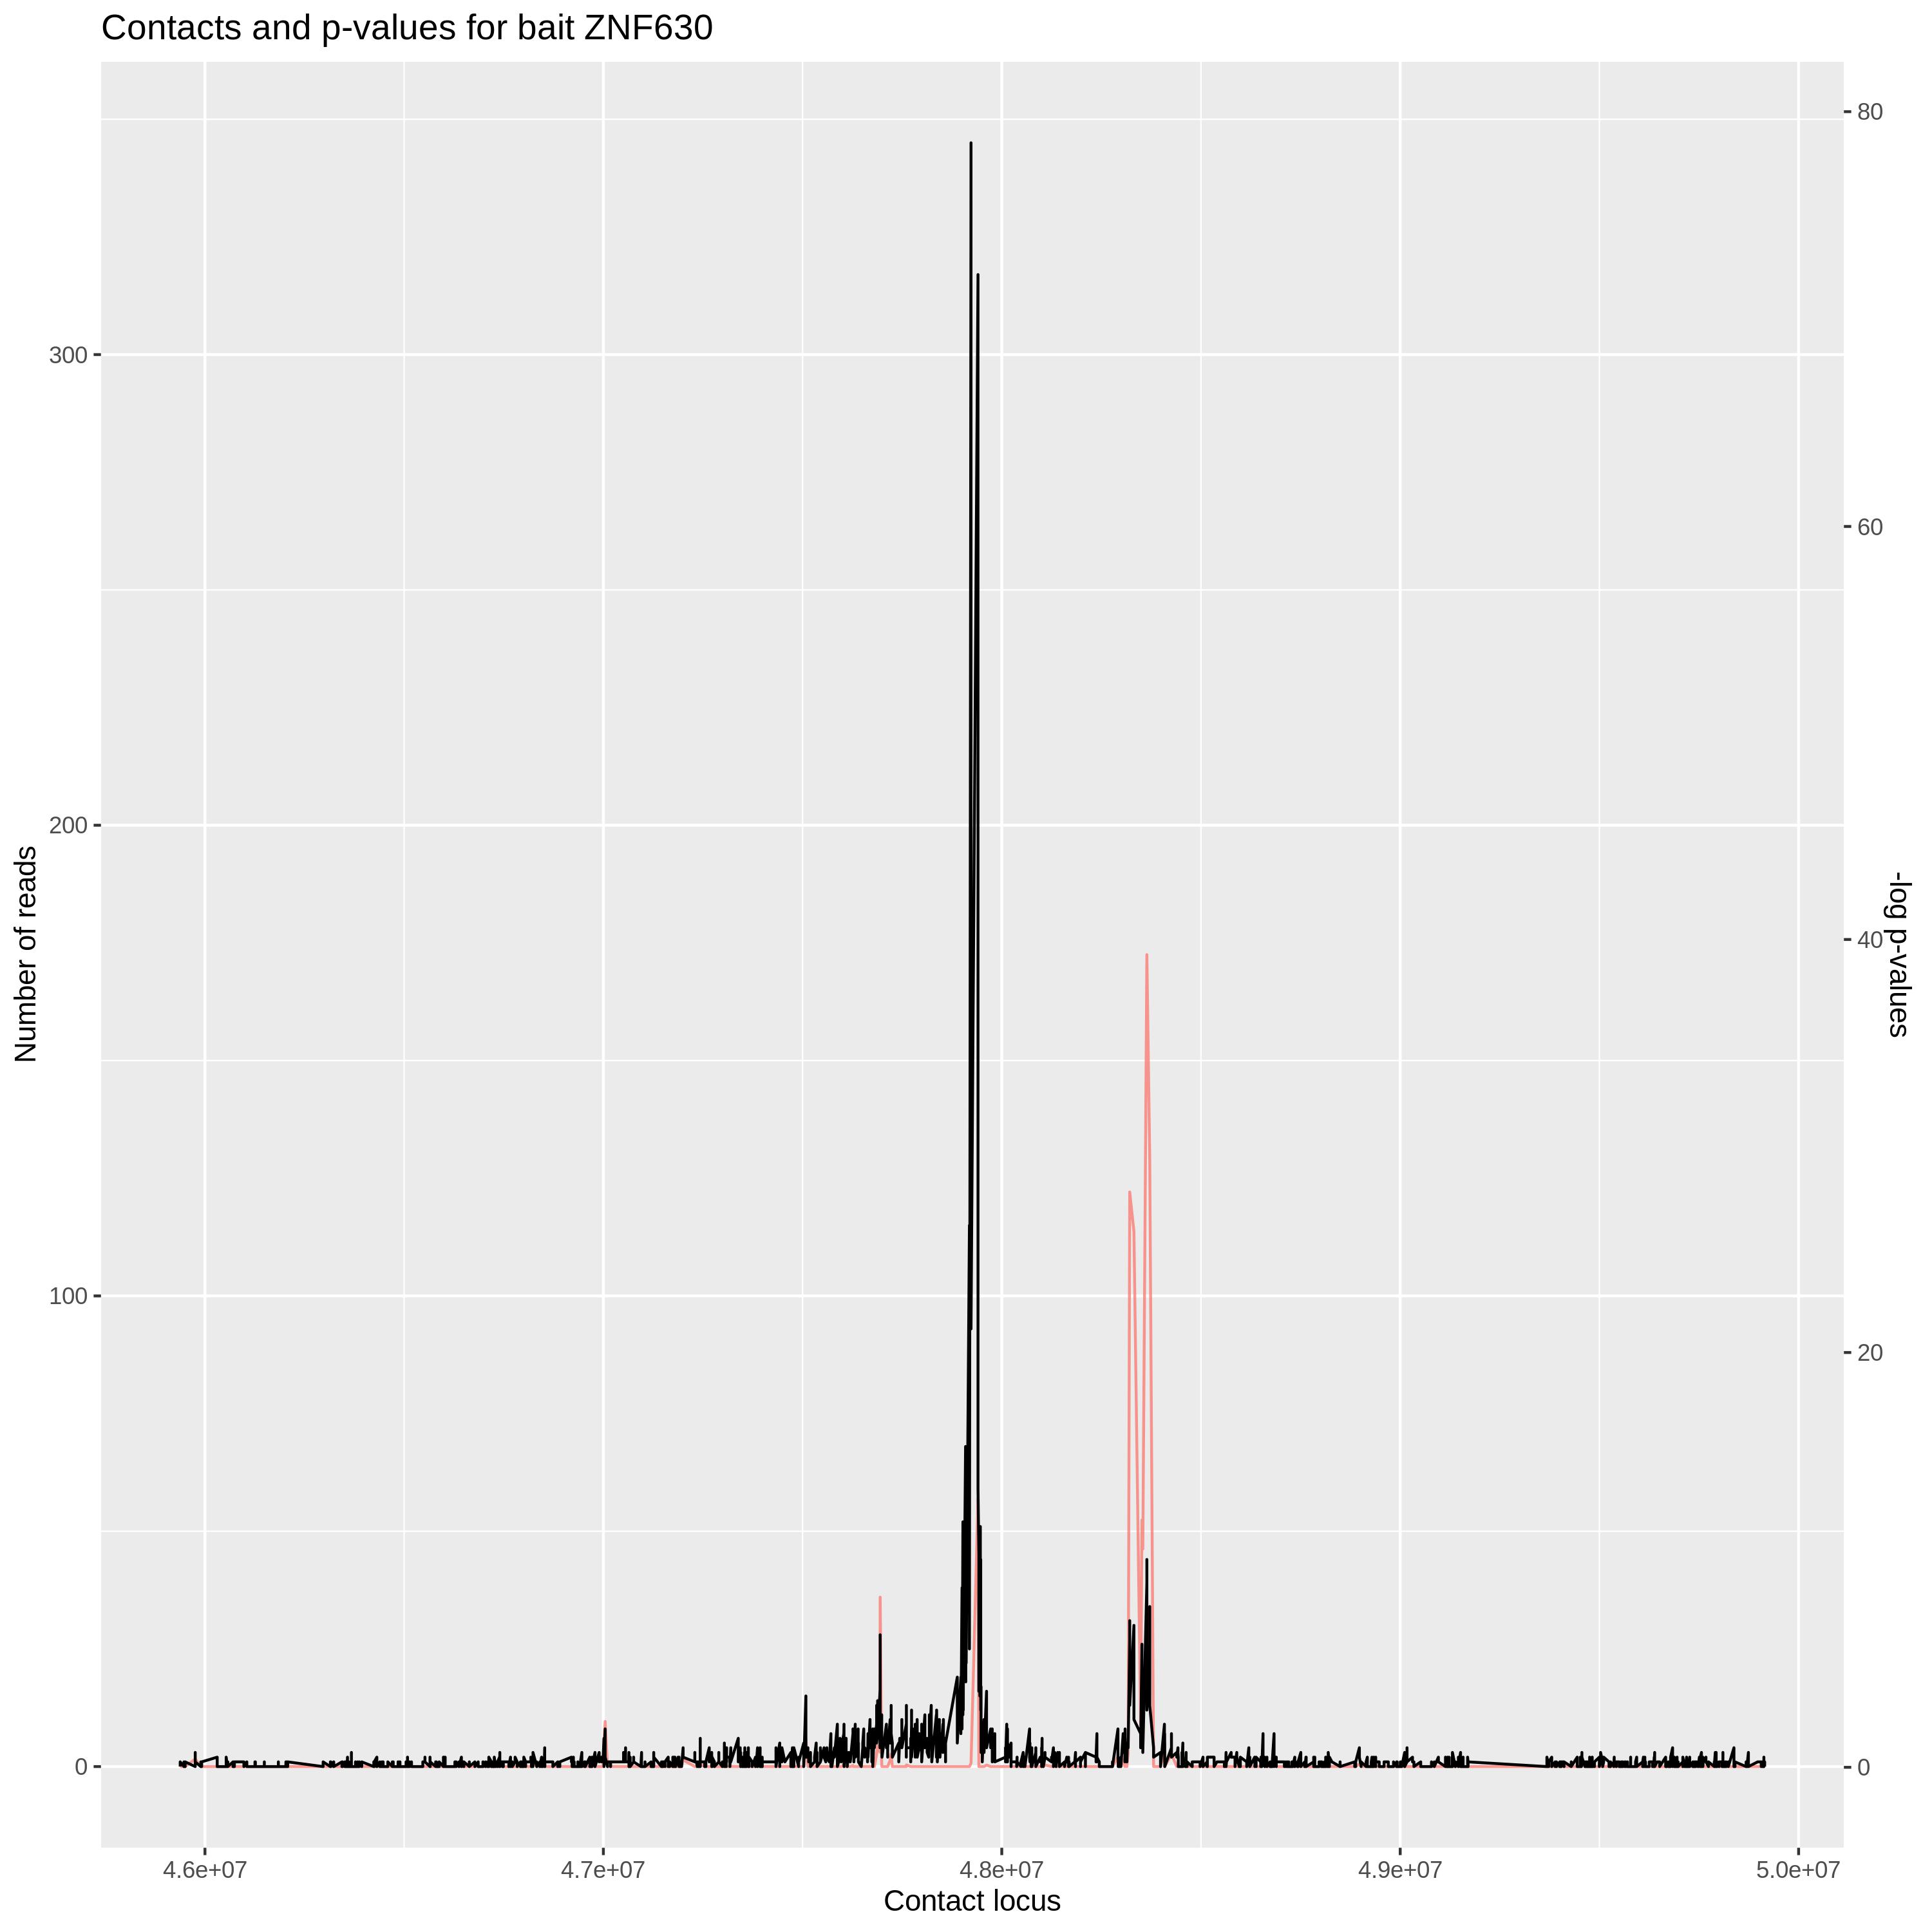 Contacts and p-values for bait ZNF630
Number of reads
300
200
100
0
80
60
40
20
0
-log p-values
4.6e+07
4.7e+07
4.8e+07
4.9e+07
5.0e+07
Contact locus